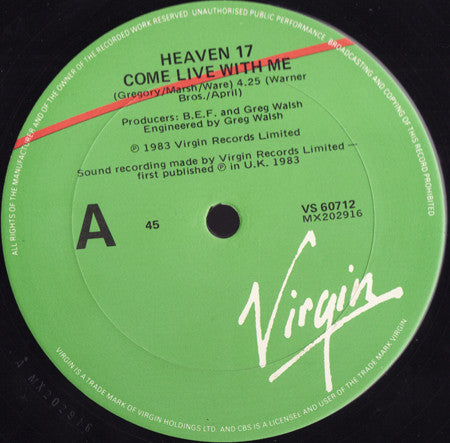 ALL RIGHTS OF THE MANUFACTURER AND OF THE OWNER OF THE RECORDED WORK RESERVED. UNAUTHORISED PUBLIC PERFORMANCE, BROADCASTING AND COPYING OF THIS RECORD PROHIBITED
HEAVEN 17
COME LIVE WITH ME
(Gregory/Marsh/Ware) 4.25 (Warner
Bros./April)
Producers: B.E.F. and Greg Walsh
Engineered by Greg Walsh
℗ 1983 Virgin Records Limited
Sound recording made by Virgin Records Limited —
first published ℗ in U.K. 1983
A
45
VS 60712
MX202916
Virgin
VIRGIN IS A TRADE MARK OF VIRGIN HOLDINGS LTD. AND CBS IS A LICENSEE AND USER OF THE TRADE MARK VIRGIN
A MX202916